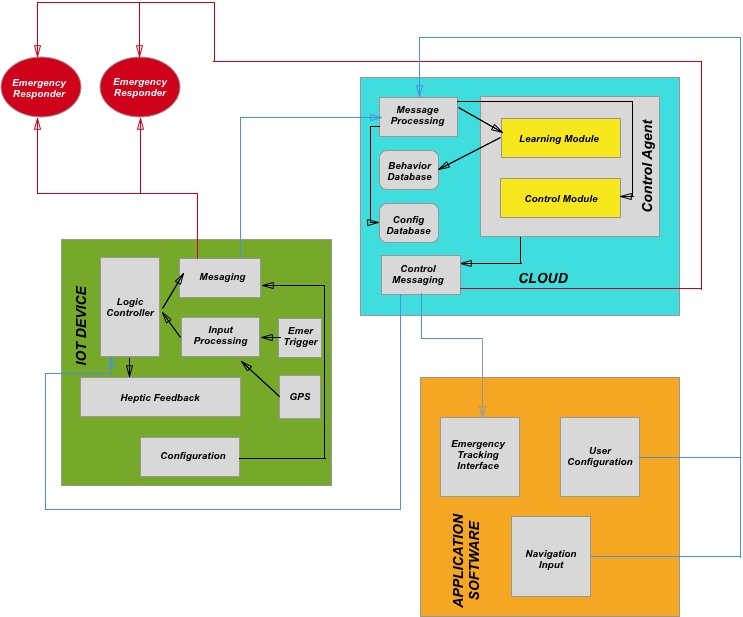 Emergency
Responder
Emergency
Responder
Message
Processing
Learning Module
Behavior
Database
Control Module
Control Agent
Config
Database
Control
Messaging
CLOUD
IOT DEVICE
Logic
Controller
Mesaging
Input
Processing
Emer
Trigger
Heptic Feedback
GPS
Configuration
Emergency
Tracking
Interface
User
Configuration
Navigation
Input
APPLICATION
SOFTWARE